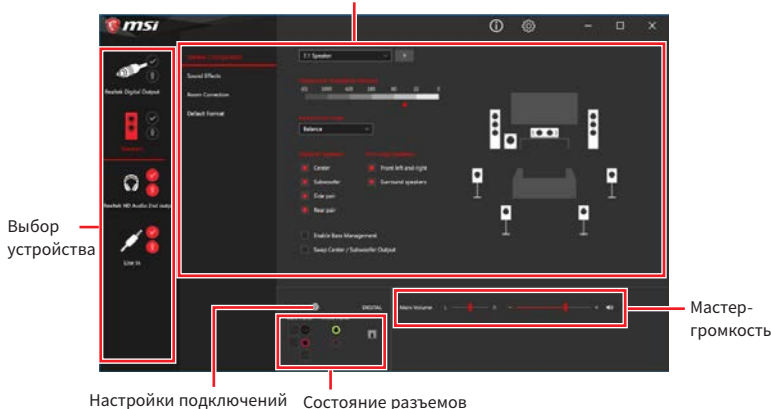 msi
Realtek Digital Output
Speakers
Realtek HD Audio 2nd output
Line In
Speaker Configuration
Sound Effects
Room Correction
Default Format
7.1 Speaker
Balance
Center
Subwoofer
Side pair
Rear pair
Front left and right
Surround speakers
Enable Bass Management
Swap Center / Subwoofer Output
DIGITAL
Main Volume
L
R
Выбор
устройства
Мастер-
громкость
Настройки подключений
Состояние разъемов